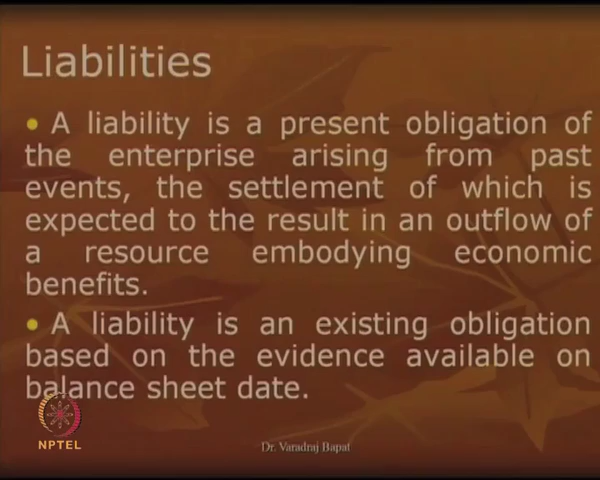 Liabilities
• A liability is a present obligation of
the enterprise arising from past
events, the settlement of which is
expected to the result in an outflow of
a resource embodying economic
benefits.
• A liability is an existing obligation
based on the evidence available on
balance sheet date.
NPTEL
Dr. Varadraj Bapat